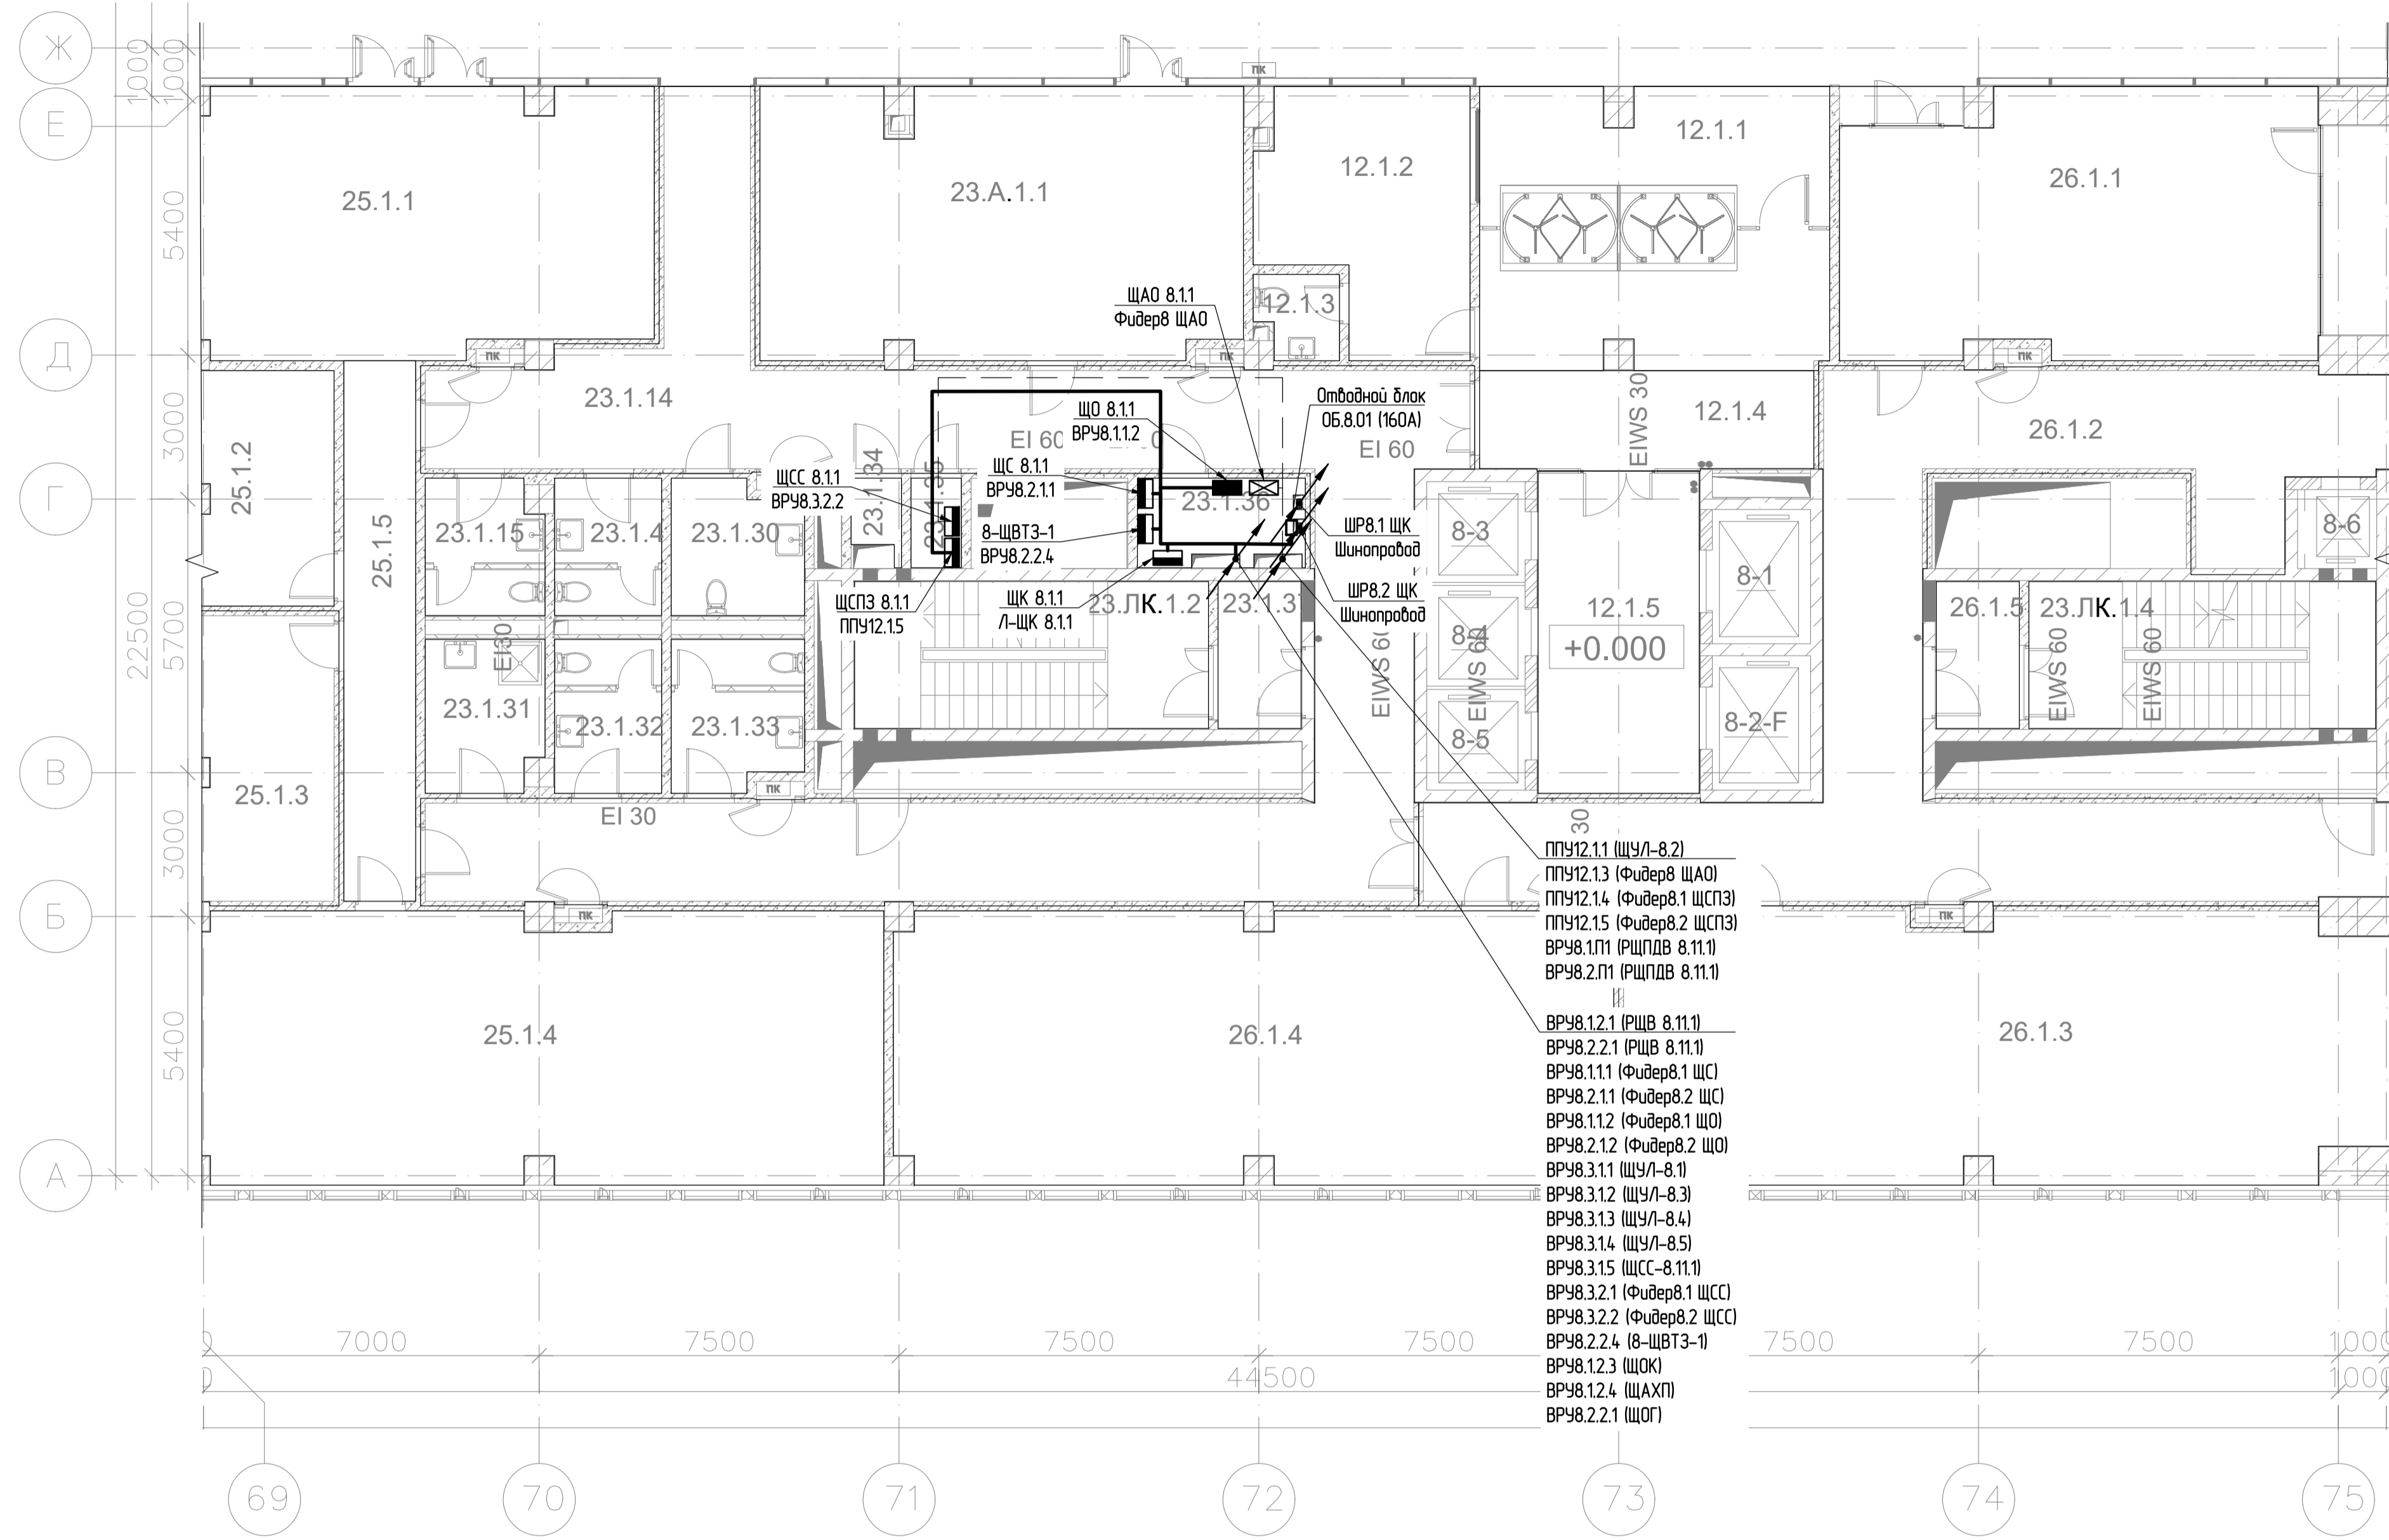 Ж
Е
Д
Г
В
Б
А
1000
1000
5400
3000
5700
3000
5400
22500
ПК
25.1.1
23.А.1.1
12.1.2
12.1.1
26.1.1
12.1.3
ЩАО 8.1.1
Фидер8 ЩАО
ПК
ПК
ПК
23.1.14
ЩО 8.1.1
ВРУ8.1.1.2
Отводной блок
ОБ.8.01 (160А)
EIWS 30
12.1.4
26.1.2
EI 60
EI 60
25.1.2
25.1.5
ЩСС 8.1.1
ВРУ8.3.2.2
23.1.34
23.1.35
ЩС 8.1.1
ВРУ8.2.1.1
23.1.36
23.1.15
23.1.4
23.1.30
8-ЩВТЗ-1
ВРУ8.2.2.4
ШР8.1 ЩК
Шинопровод
8-3
8-1
8-6
ЩСПЗ 8.1.1
ППУ12.1.5
ЩК 8.1.1
Л-ЩК 8.1.1
23.ЛК.1.2
23.1.37
ШР8.2 ЩК
Шинопровод
12.1.5
+0.000
26.1.5
23.ЛК.1.4
8-4
EI30
EIWS 60
EIWS 60
EIWS 60
EIWS 60
23.1.31
23.1.32
23.1.33
8-5
8-2-F
25.1.3
ПК
EI 30
30
ПК
ПК
ППУ12.1.1 (ЩУЛ-8.2)
ППУ12.1.3 (Фидер8 ЩАО)
ППУ12.1.4 (Фидер8.1 ЩСПЗ)
ППУ12.1.5 (Фидер8.2 ЩСПЗ)
ВРУ8.1.П1 (РЩПДВ 8.11.1)
ВРУ8.2.П1 (РЩПДВ 8.11.1)
25.1.4
26.1.4
26.1.3
ВРУ8.1.2.1 (РЩВ 8.11.1)
ВРУ8.2.2.1 (РЩВ 8.11.1)
ВРУ8.1.1.1 (Фидер8.1 ЩС)
ВРУ8.2.1.1 (Фидер8.2 ЩС)
ВРУ8.1.1.2 (Фидер8.1 ЩО)
ВРУ8.2.1.2 (Фидер8.2 ЩО)
ВРУ8.3.1.1 (ЩУЛ-8.1)
ВРУ8.3.1.2 (ЩУЛ-8.3)
ВРУ8.3.1.3 (ЩУЛ-8.4)
ВРУ8.3.1.4 (ЩУЛ-8.5)
ВРУ8.3.1.5 (ЩСС-8.11.1)
ВРУ8.3.2.1 (Фидер8.1 ЩСС)
ВРУ8.3.2.2 (Фидер8.2 ЩСС)
ВРУ8.2.2.4 (8-ЩВТЗ-1)
ВРУ8.1.2.3 (ЩОК)
ВРУ8.1.2.4 (ЩАХП)
ВРУ8.2.2.1 (ЩОГ)
7000
7500
7500
7500
7500
7500
1000
44500
1000
69
70
71
72
73
74
75